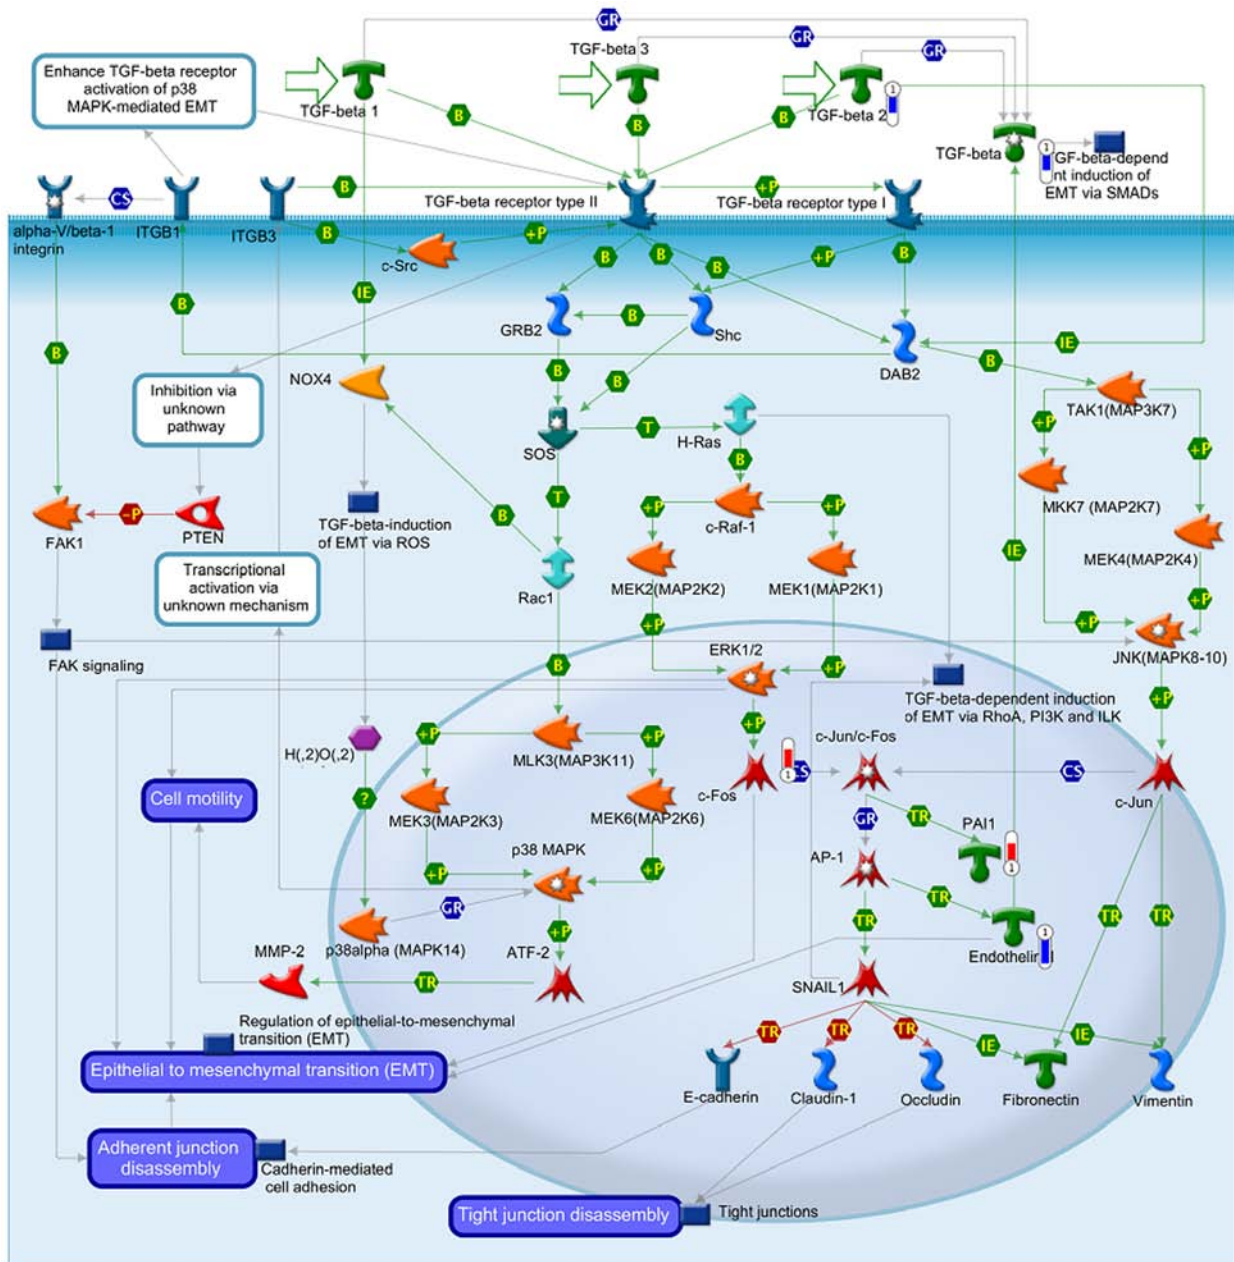 GR
TGF-beta 3
GR
GR
Enhance TGF-beta receptor
activation of p38
MAPK-mediated EMT
TGF-beta 1
B
B
B
TGF-beta 2
1
TGF-beta
1
GF-beta-depend
nt induction of
EMT via SMADs
CS
B
TGF-beta receptor type II
+P
TGF-beta receptor type I
alpha-V/beta-1
integrin
ITGB1
ITGB3
B
c-Src
+P
B
B
B
+P
B
B
IE
GRB2
B
Shc
IE
B
NOX4
DAB2
B
Inhibition via
unknown
pathway
B
B
TAK1(MAP3K7)
SOS
T
H-Ras
+P
+P
B
T
MKK7 (MAP2K7)
FAK1
-P
PTEN
TGF-beta-induction
of EMT via ROS
B
+P
c-Raf-1
+P
IE
MEK4(MAP2K4)
Transcriptional
activation via
unknown mechanism
Rac1
MEK2(MAP2K2)
MEK1(MAP2K1)
+P
+P
+P
FAK signaling
B
ERK1/2
JNK(MAPK8-10)
TGF-beta-dependent induction
of EMT via RhoA, PI3K and ILK
+P
H(,2)O(,2)
+P
+P
+P
MLK3(MAP3K11)
c-Jun/c-Fos
1
CS
CS
c-Fos
c-Jun
Cell motility
?
MEK3(MAP2K3)
MEK6(MAP2K6)
GR
TR
PAI1
1
p38 MAPK
AP-1
+P
+P
TR
GR
TR
TR
TR
p38alpha (MAPK14)
+P
1
MMP-2
ATF-2
TR
SNAIL1
Regulation of epithelial-to-mesenchymal
transition (EMT)
TR
TR
TR
IE
IE
Epithelial to mesenchymal transition (EMT)
E-cadherin
Claudin-1
Occludin
Fibronectin
Vimentin
Adherent junction
disassembly
Cadherin-mediated
cell adhesion
Tight junction disassembly
Tight junctions